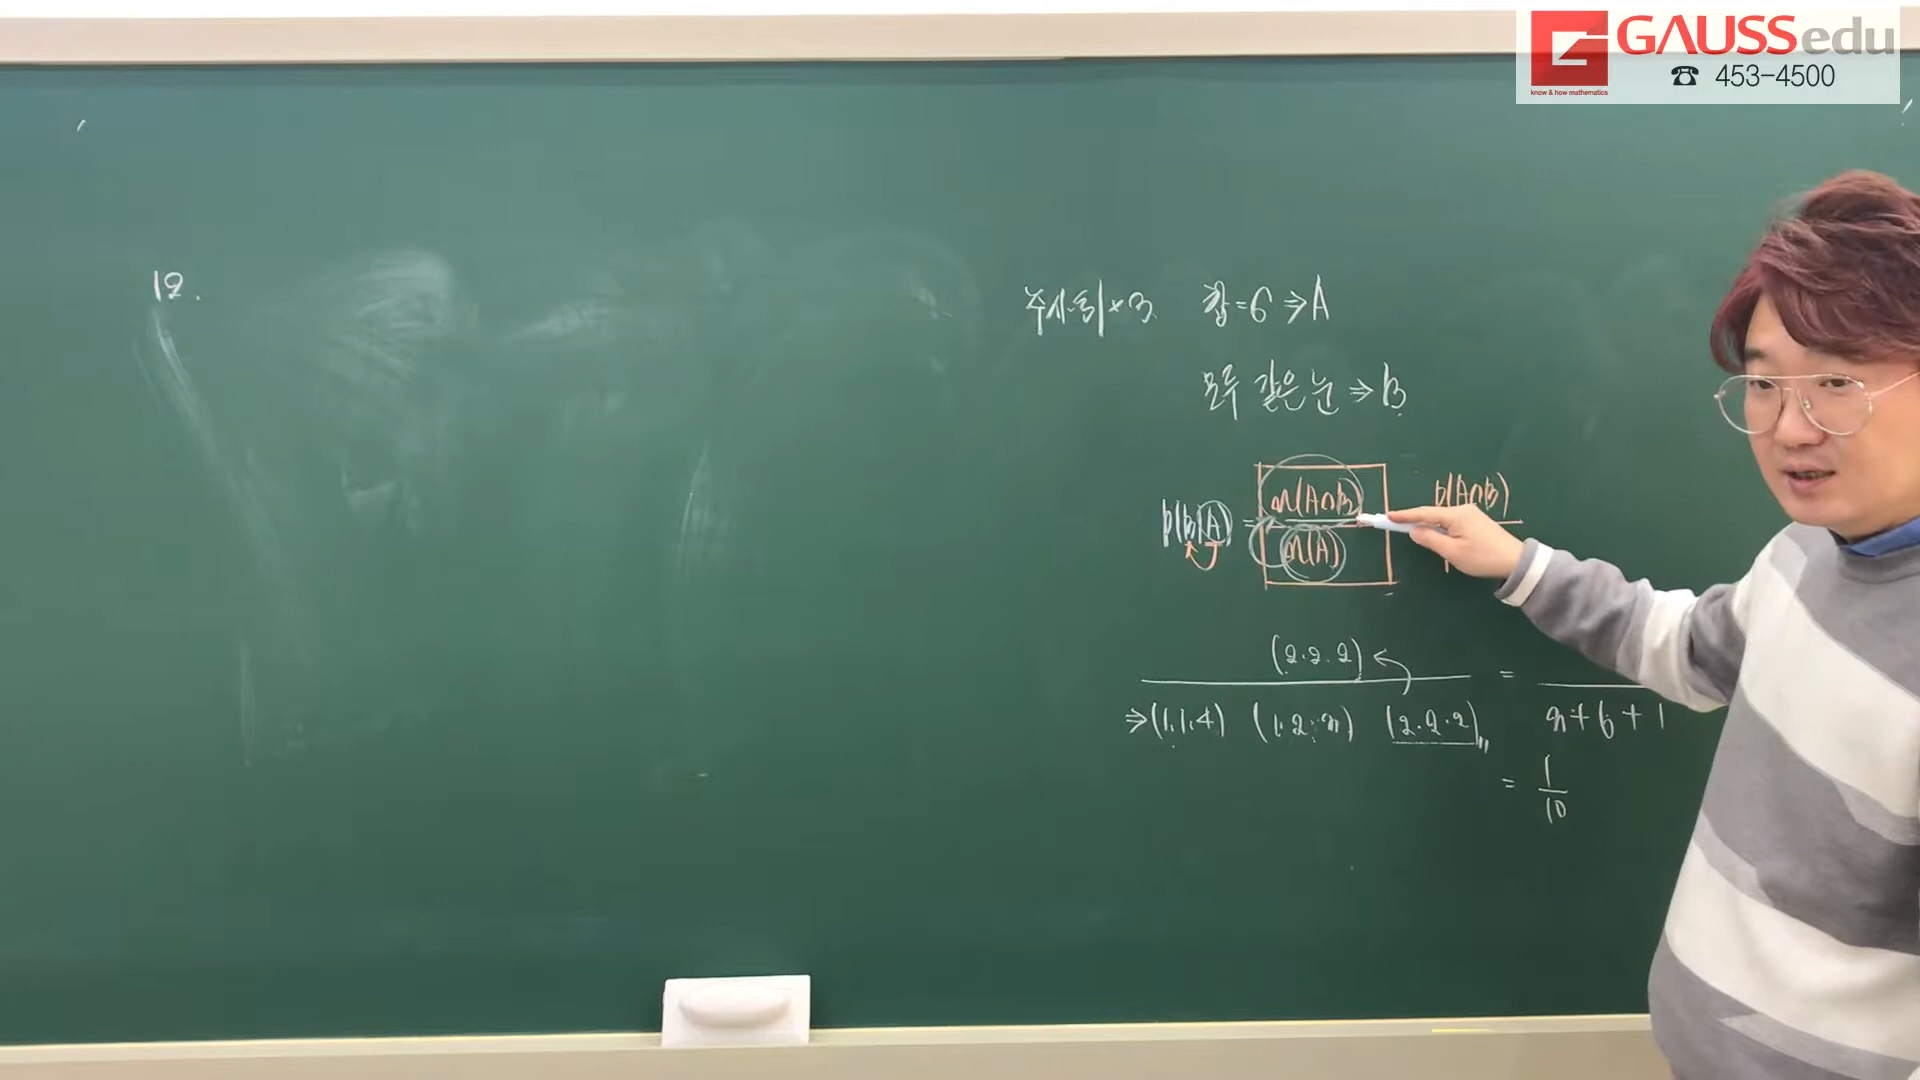 GAUSSedu
know & how mathematics
☎ 453-4500
12.
주사위×3 합=6 ⇒ A
모두 같은 눈 ⇒ B
P(B|A) = n(A∩B) / n(A) P(A∩B)
(2.2.2)
⇒ (1,1,4) (1.2.3) (2.2.2) = 3+6+1
= 1/10